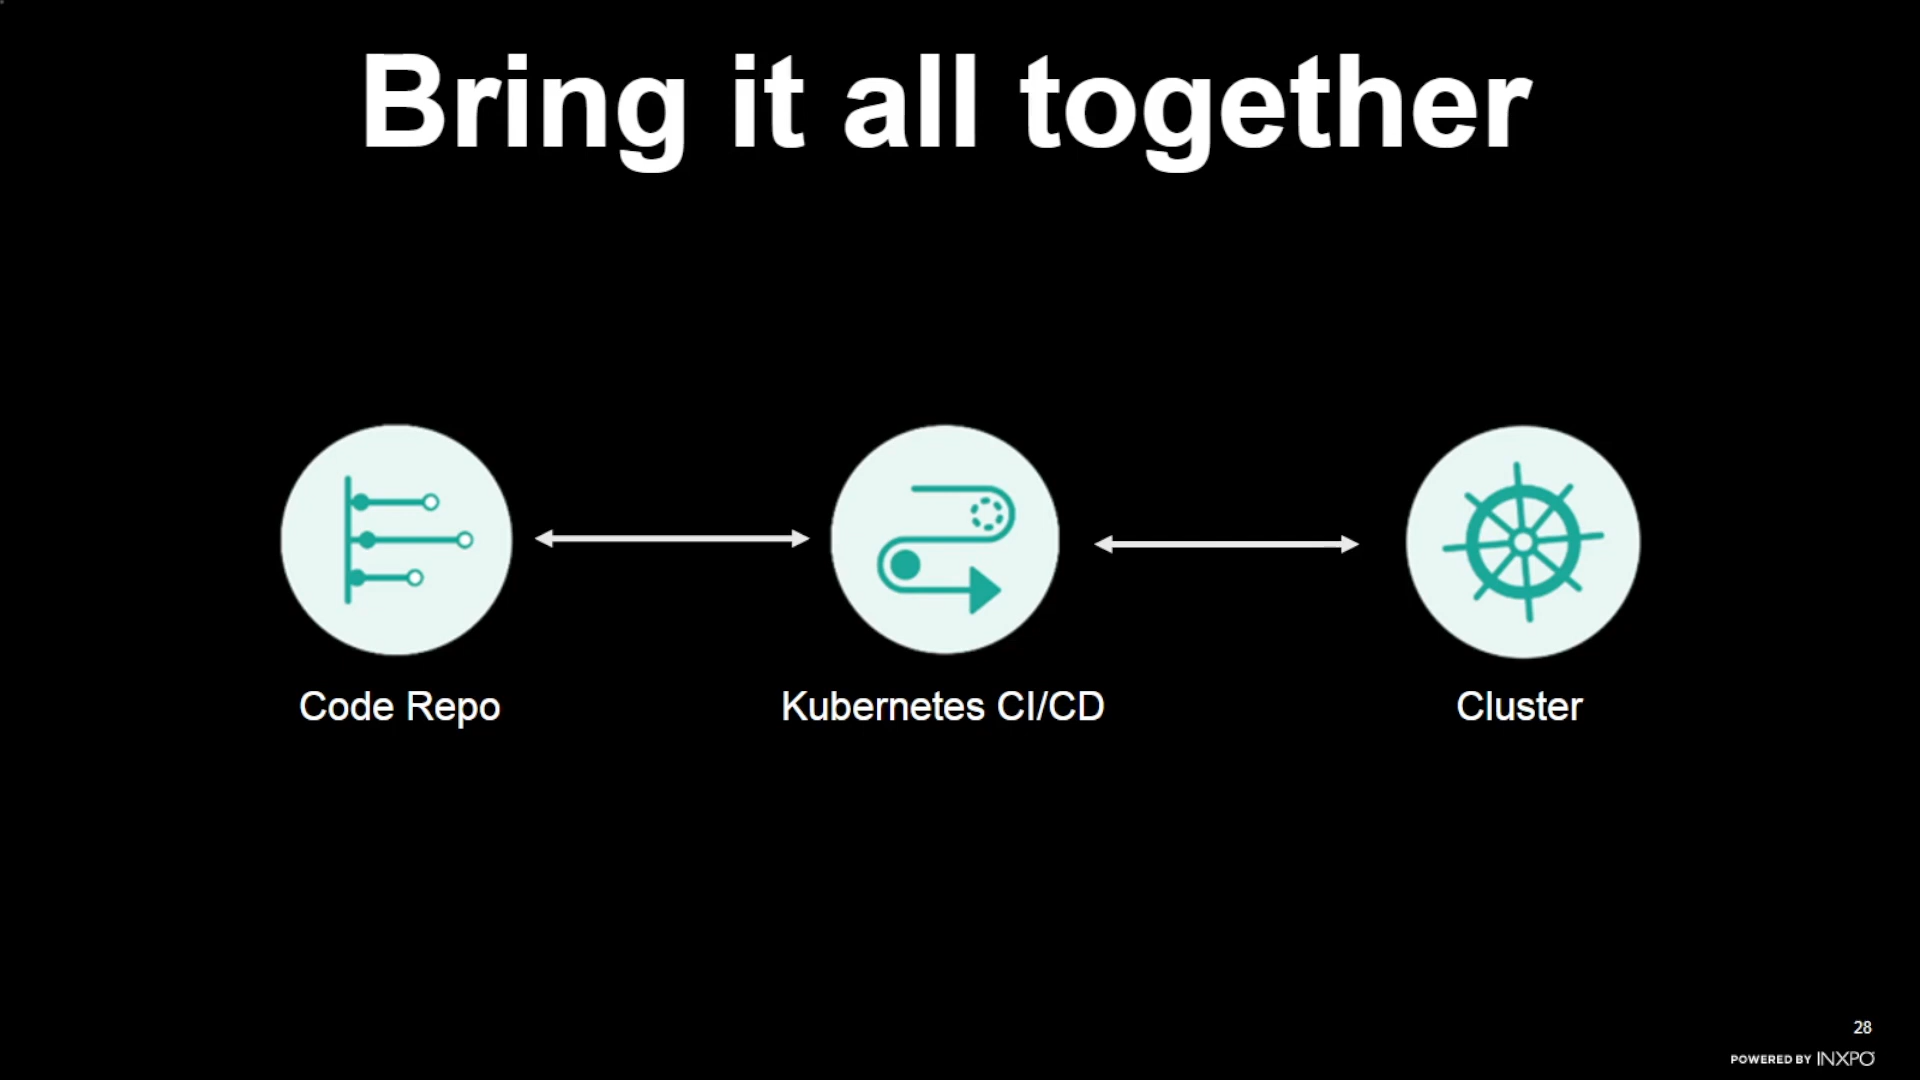 Bring it all together
Code Repo
Kubernetes CI/CD
Cluster
28
POWERED BY INXPO